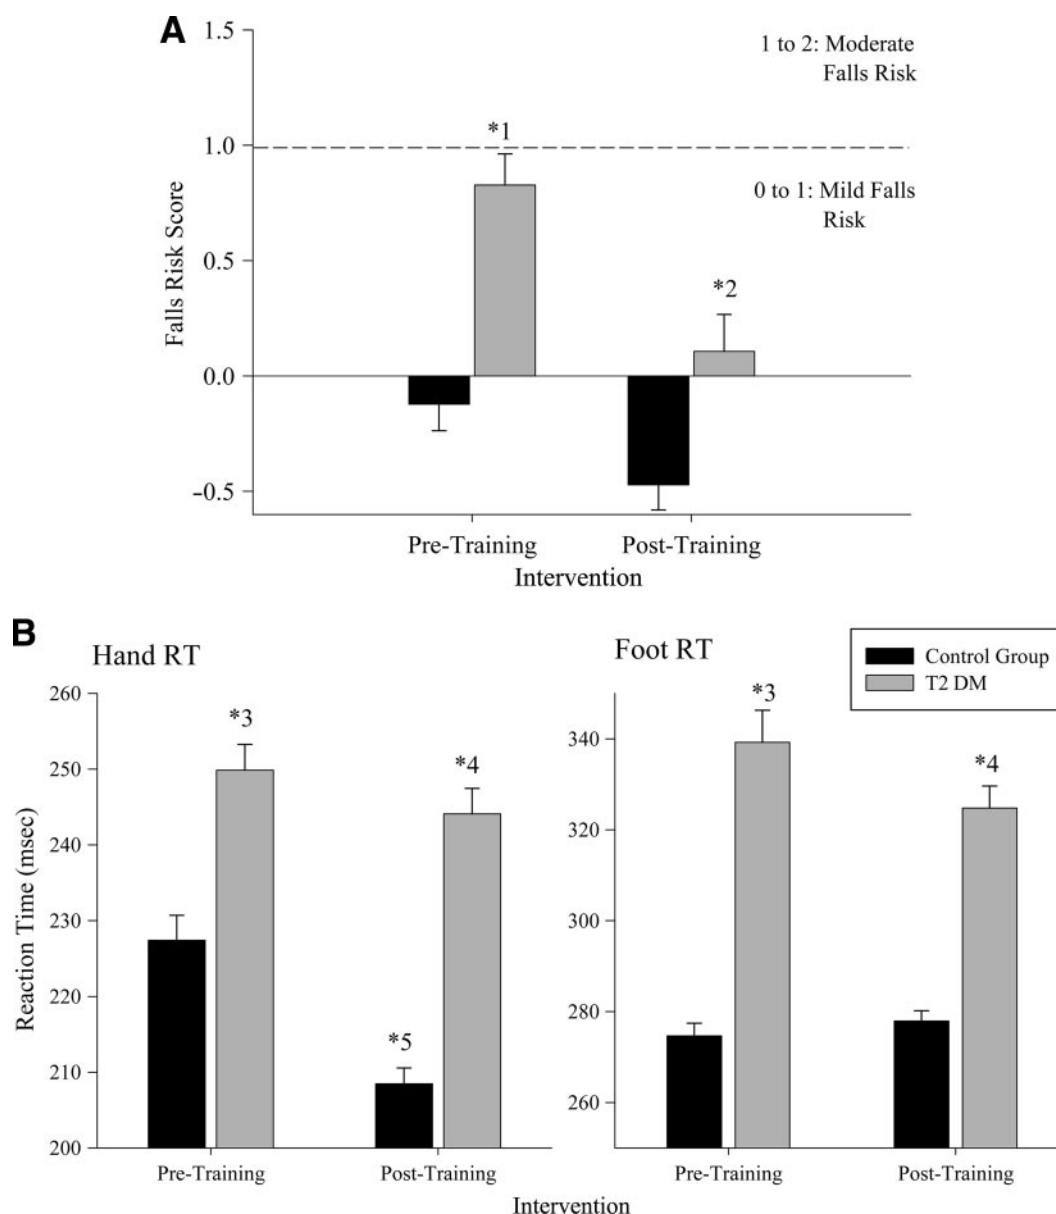 A
1.5
1 to 2: Moderate
Falls Risk
*1
1.0
0 to 1: Mild Falls
Risk
Falls Risk Score
0.5
*2
0.0
-0.5
Pre-Training
Post-Training
Intervention
B
Hand RT
Foot RT
Control Group
T2 DM
Reaction Time (msec)
260
250
240
230
220
210
200
*3
*4
*5
Pre-Training
Post-Training
340
320
300
280
260
*3
*4
Pre-Training
Post-Training
Intervention